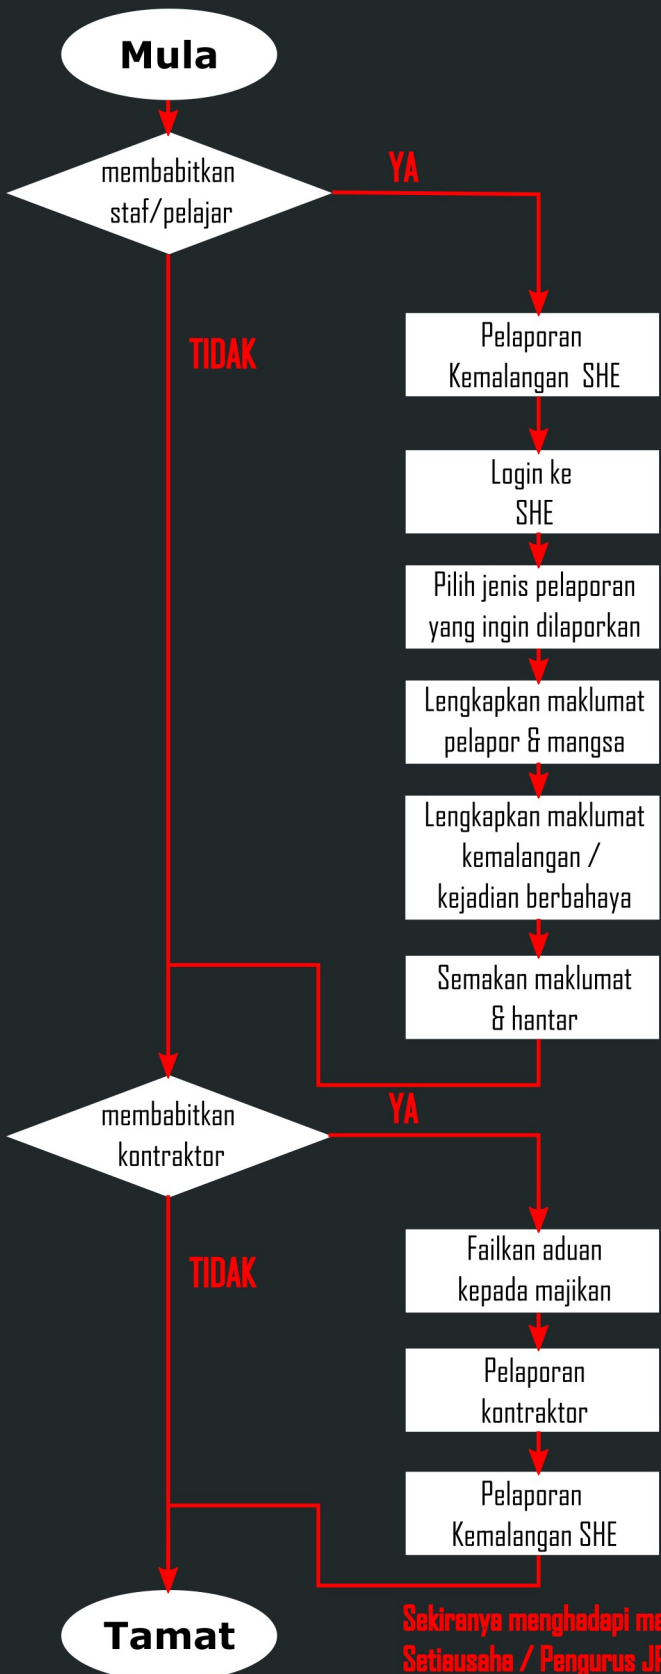 Mula
membabitkan
staf/pelajar
YA
TIDAK
Pelaporan
Kemalangan SHE
Login ke
SHE
Pilih jenis pelaporan
yang ingin dilaporkan
Lengkapkan maklumat
pelapor & mangsa
Lengkapkan maklumat
kemalangan /
kejadian berbahaya
Semakan maklumat
& hantar
membabitkan
kontraktor
YA
TIDAK
Failkan aduan
kepada majikan
Pelaporan
kontraktor
Pelaporan
Kemalangan SHE
Tamat
Sekiranya menghadapi
Setiausaha / Pengurus